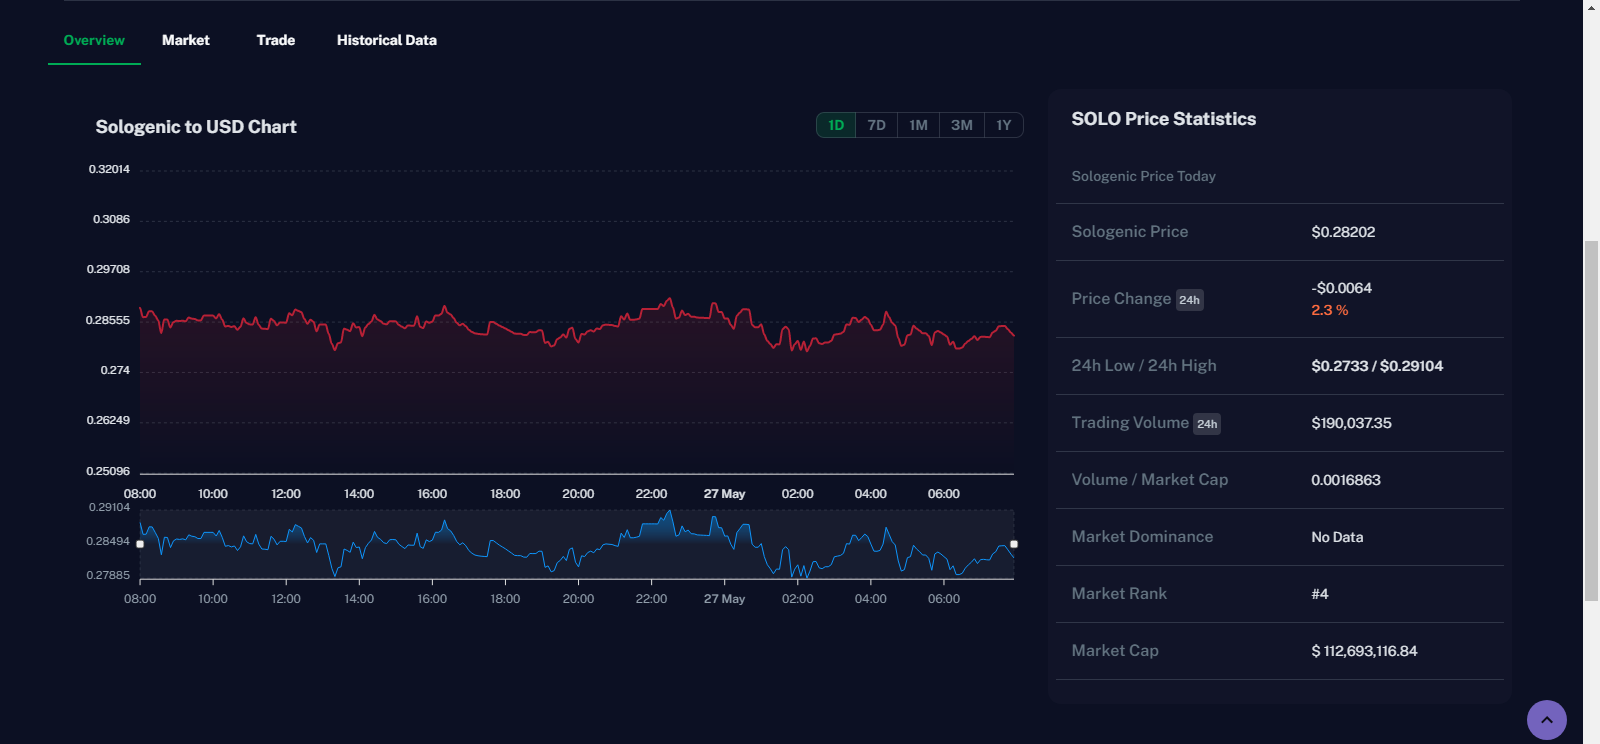 Overview Market Trade Historical Data
Sologenic to USD Chart
1D 7D 1M 3M 1Y
0.32014
0.3086
0.29708
0.28555
0.274
0.26249
0.25096
08:00 10:00 12:00 14:00 16:00 18:00 20:00 22:00 27 May 02:00 04:00 06:00
0.29104
0.28494
0.27885
08:00 10:00 12:00 14:00 16:00 18:00 20:00 22:00 27 May 02:00 04:00 06:00
SOLO Price Statistics
Sologenic Price Today
Sologenic Price $0.28202
Price Change 24h -$0.0064
2.3 %
24h Low / 24h High $0.2733 / $0.29104
Trading Volume 24h $190,037.35
Volume / Market Cap 0.0016863
Market Dominance No Data
Market Rank #4
Market Cap $ 112,693,116.84